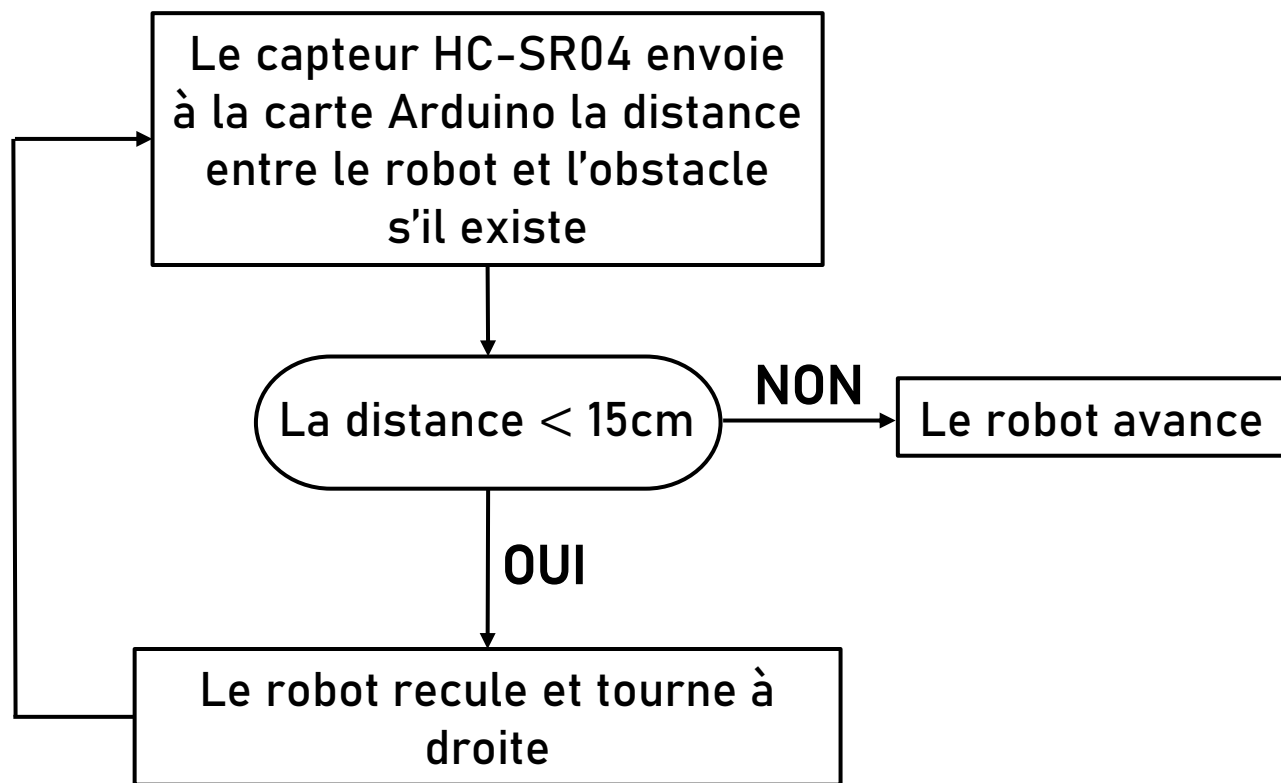 Le capteur HC-SR04 envoie
à la carte Arduino la distance
entre le robot et l’obstacle
s’il existe
La distance < 15cm
NON
Le robot avance
OUI
Le robot recule et tourne à
droite